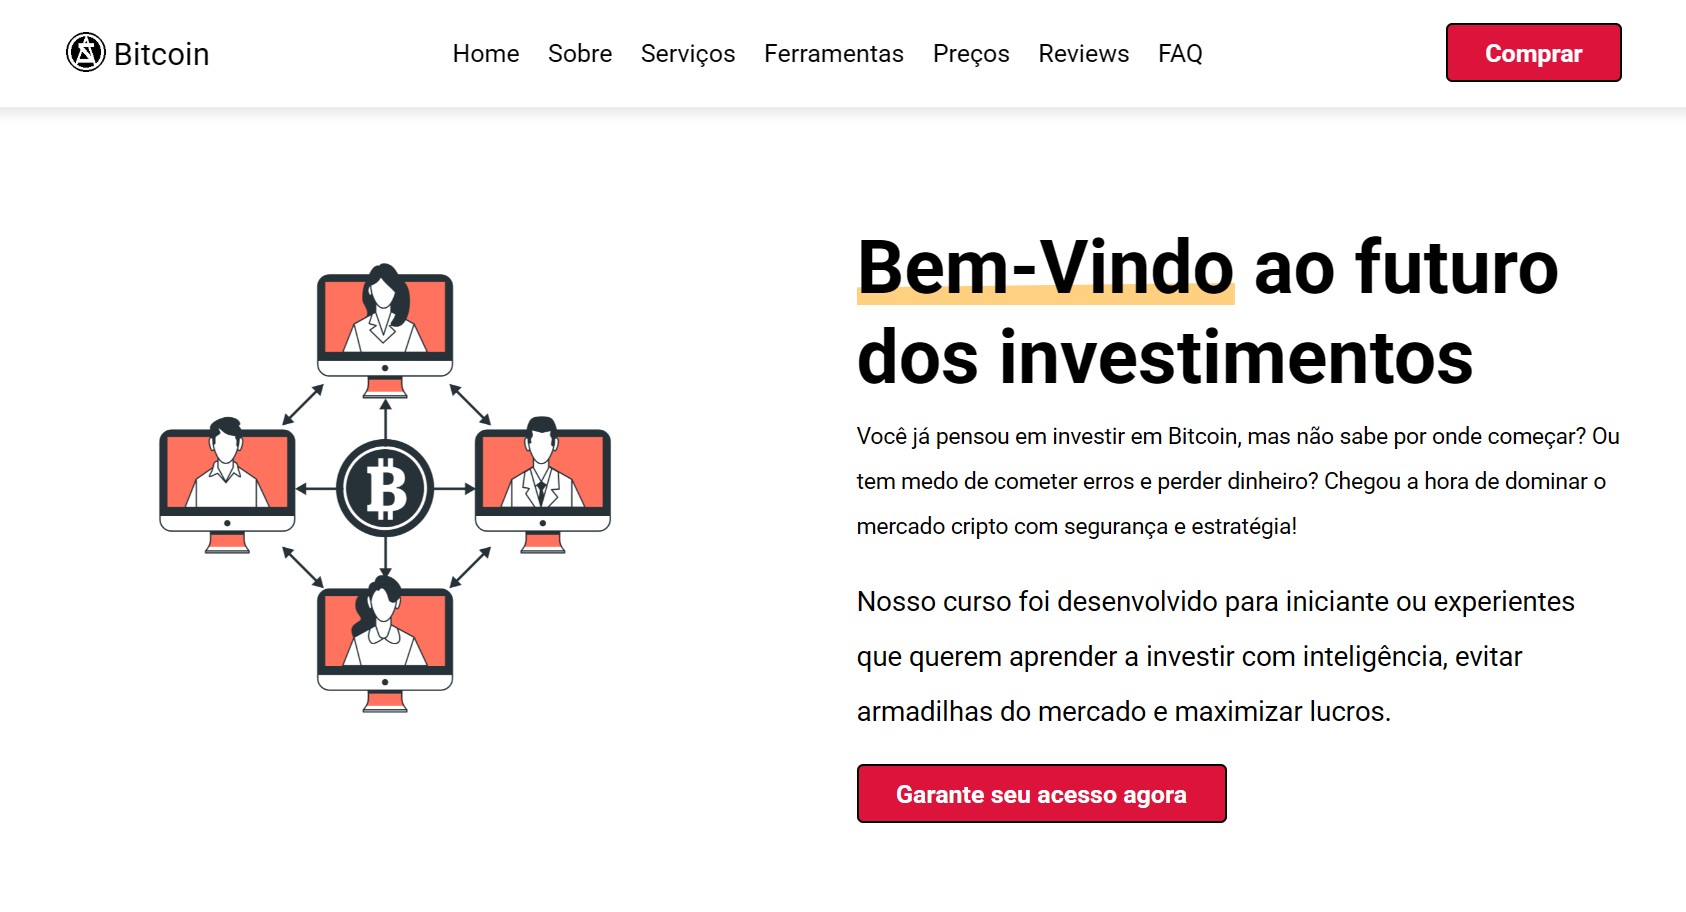 Bitcoin
Home Sobre Serviços Ferramentas Preços Reviews FAQ
Comprar
Bem-Vindo ao futuro
dos investimentos
Você já pensou em investir em Bitcoin, mas não sabe por onde começar? Ou
tem medo de cometer erros e perder dinheiro? Chegou a hora de dominar o
mercado cripto com segurança e estratégia!
Nosso curso foi desenvolvido para iniciante ou experientes
que querem aprender a investir com inteligência, evitar
armadilhas do mercado e maximizar lucros.
Garante seu acesso agora